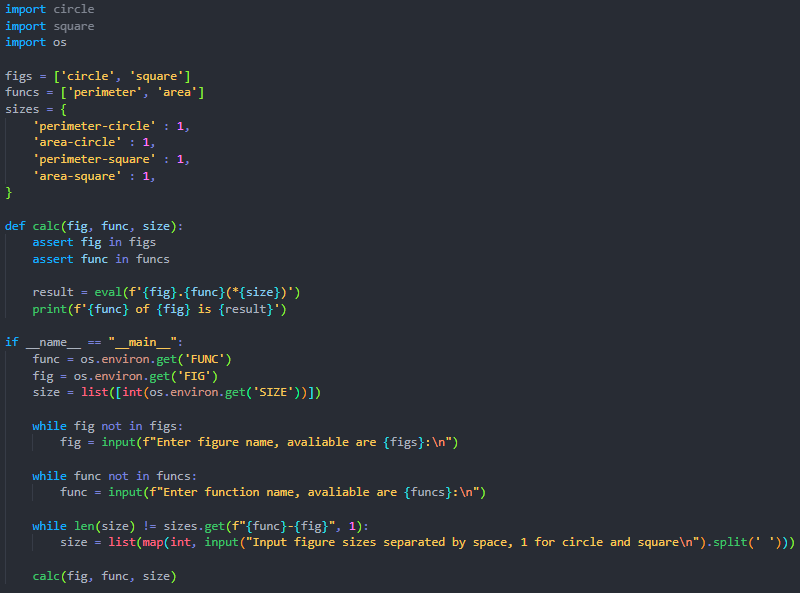 import circle
import square
import os

figs = ['circle', 'square']
funcs = ['perimeter', 'area']
sizes = {
    'perimeter-circle' : 1,
    'area-circle' : 1,
    'perimeter-square' : 1,
    'area-square' : 1,
}

def calc(fig, func, size):
    assert fig in figs
    assert func in funcs

    result = eval(f'{fig}.{func}(*{size})')
    print(f'{func} of {fig} is {result}')

if __name__ == "__main__":
    func = os.environ.get('FUNC')
    fig = os.environ.get('FIG')
    size = list([int(os.environ.get('SIZE'))])

    while fig not in figs:
        fig = input(f"Enter figure name, avaliable are {figs}:\n")

    while func not in funcs:
        func = input(f"Enter function name, avaliable are {funcs}:\n")

    while len(size) != sizes.get(f"{func}-{fig}", 1):
        size = list(map(int, input("Input figure sizes separated by space, 1 for circle and square\n").split(' ')))

    calc(fig, func, size)